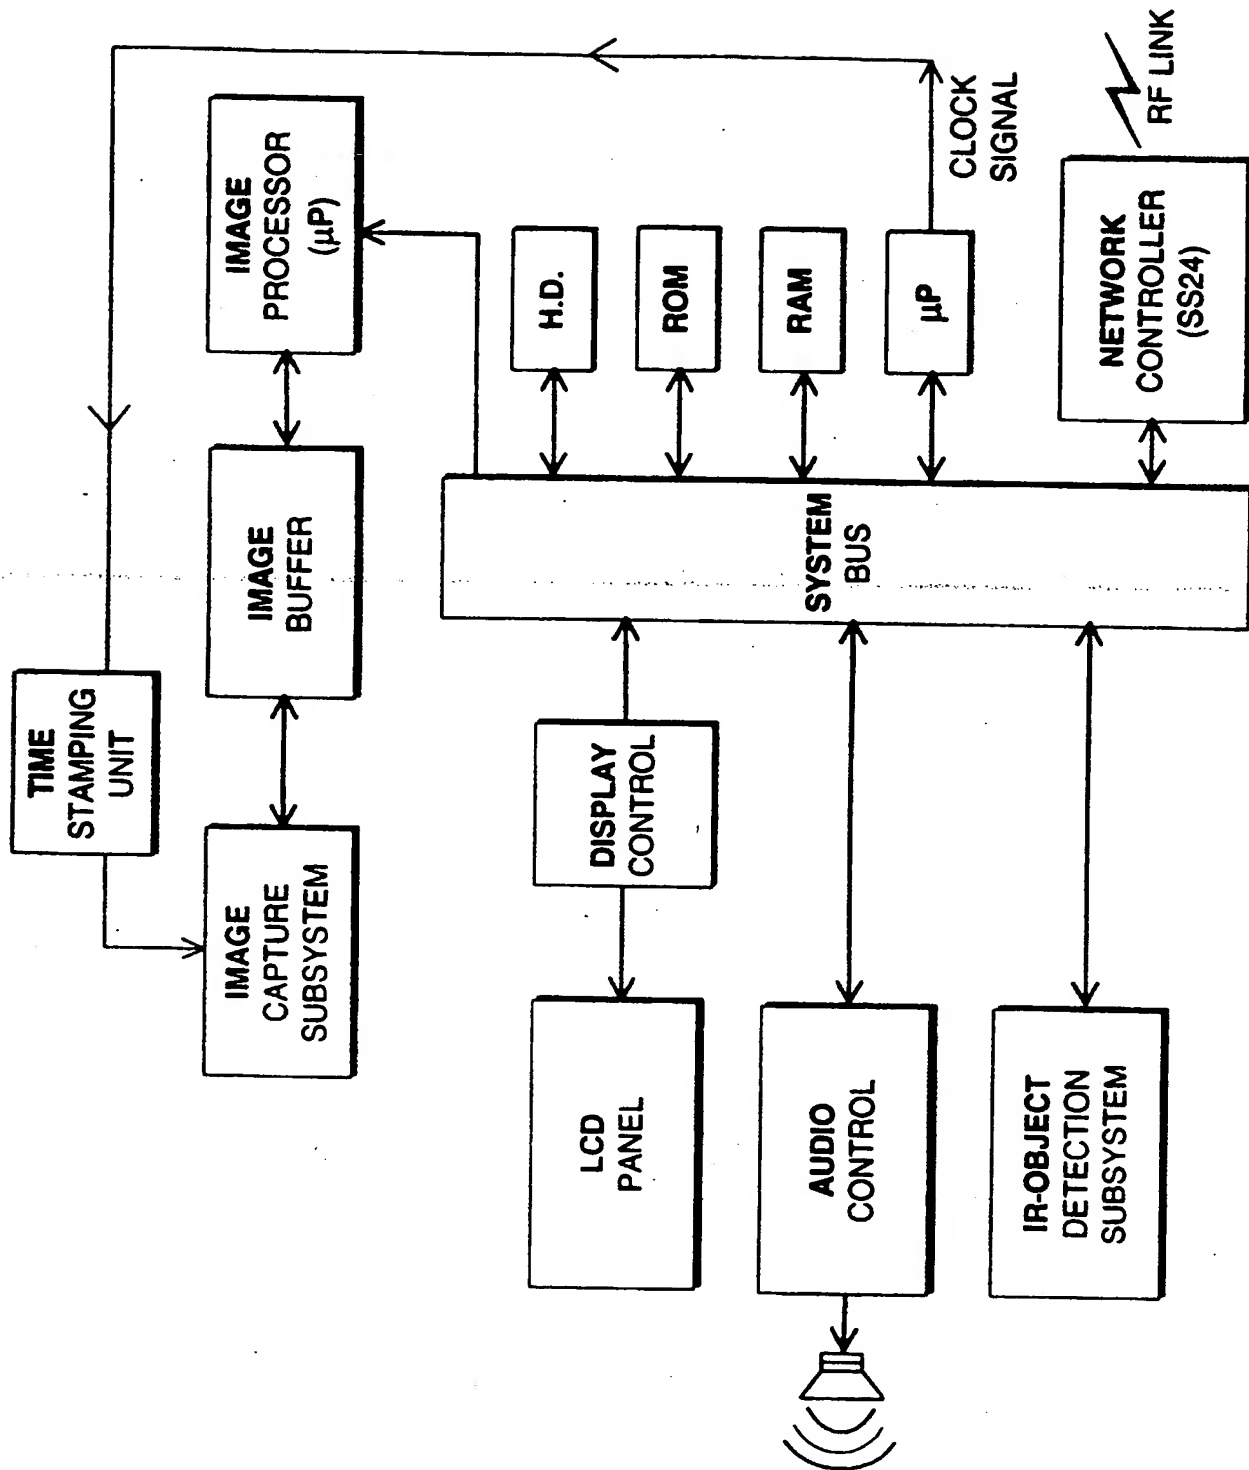 TIME
STAMPING
UNIT
IMAGE
CAPTURE
SUBSYSTEM
IMAGE
BUFFER
IMAGE
PROCESSOR
(µP)
LCD
PANEL
DISPLAY
CONTROL
H.D.
ROM
SYSTEM
BUS
RAM
AUDIO
CONTROL
µP
CLOCK
SIGNAL
IR-OBJECT
DETECTION
SUBSYSTEM
NETWORK
CONTROLLER
(SS24)
RF LINK